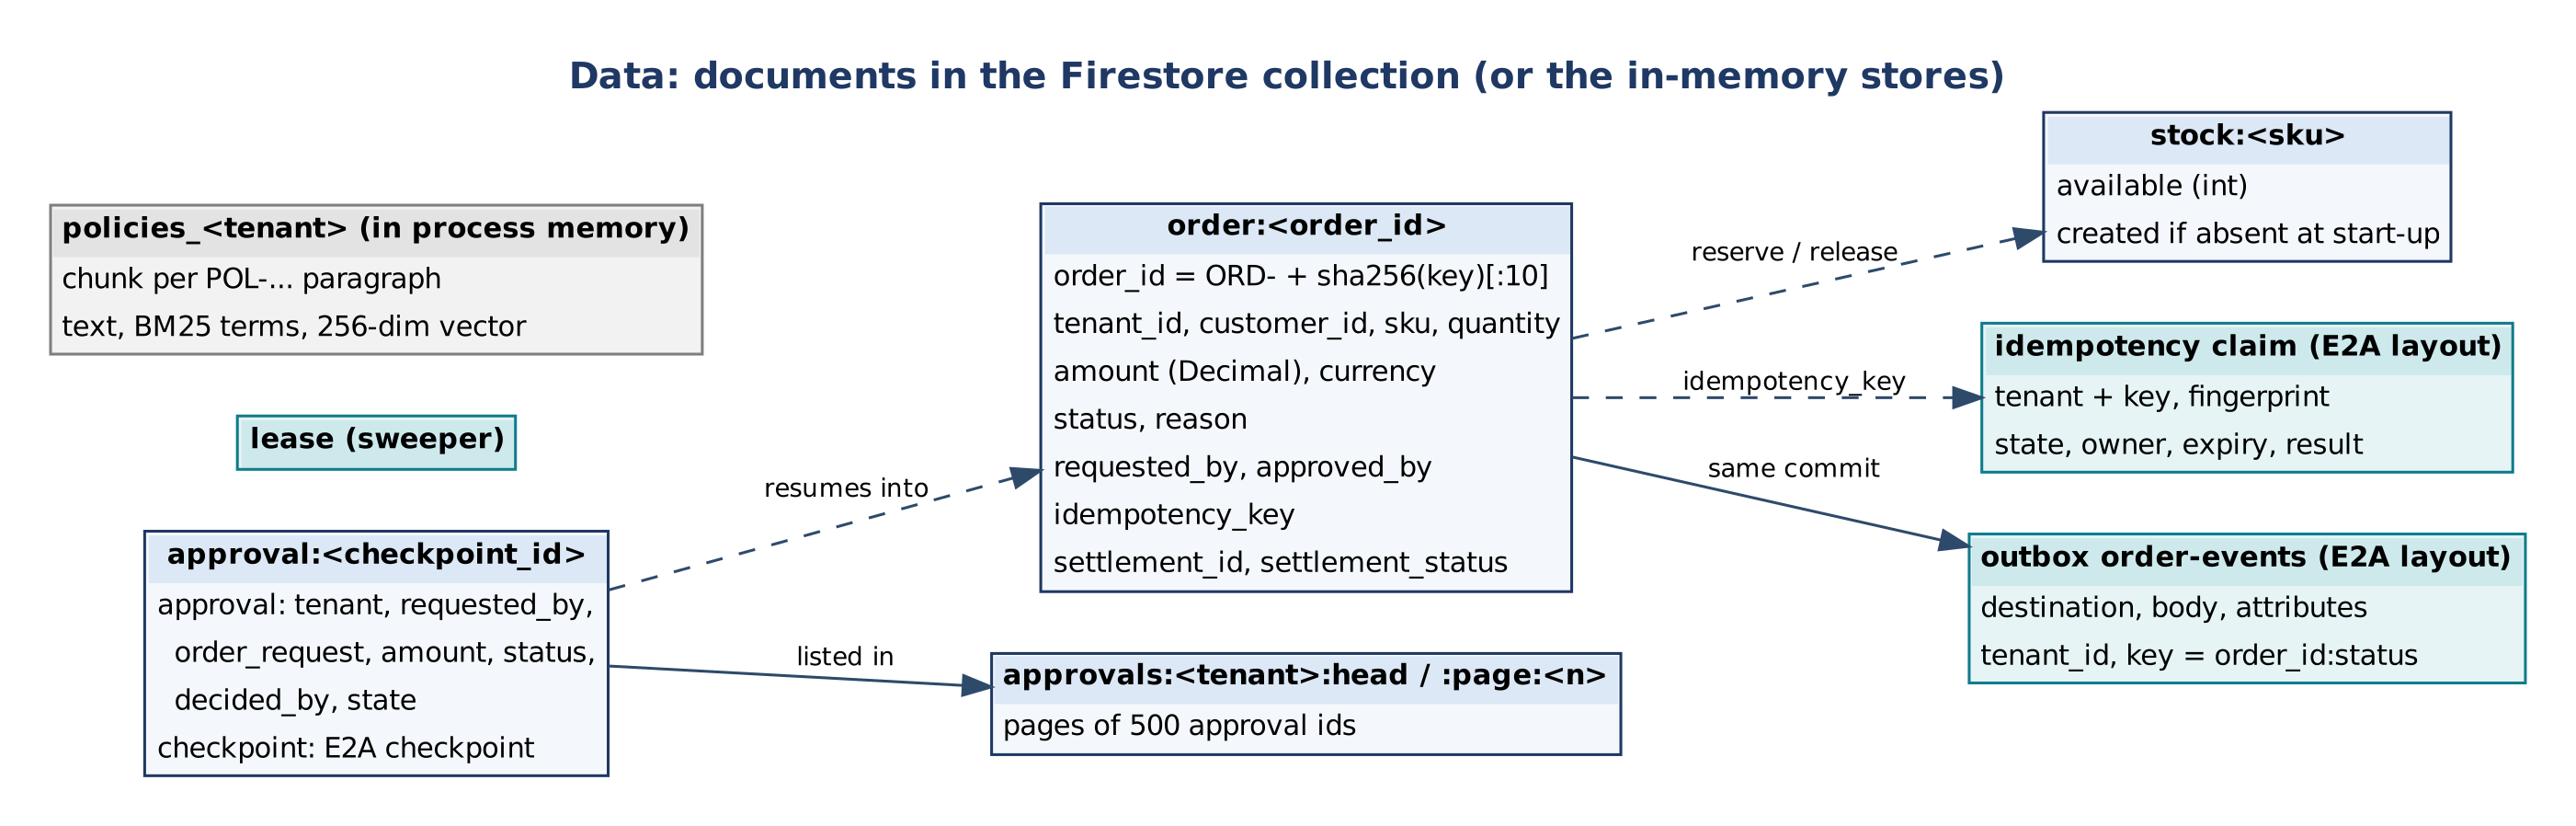 Data: documents in the Firestore collection (or the in-memory stores)
policies_<tenant> (in process memory)
chunk per POL-... paragraph
text, BM25 terms, 256-dim vector
lease (sweeper)
approval:<checkpoint_id>
approval: tenant, requested_by,
order_request, amount, status,
decided_by, state
checkpoint: E2A checkpoint
resumes into
listed in
order:<order_id>
order_id = ORD- + sha256(key)[:10]
tenant_id, customer_id, sku, quantity
amount (Decimal), currency
status, reason
requested_by, approved_by
idempotency_key
settlement_id, settlement_status
approvals:<tenant>:head / :page:<n>
pages of 500 approval ids
reserve / release
idempotency_key
same commit
stock:<sku>
available (int)
created if absent at start-up
idempotency claim (E2A layout)
tenant + key, fingerprint
state, owner, expiry, result
outbox order-events (E2A layout)
destination, body, attributes
tenant_id, key = order_id:status